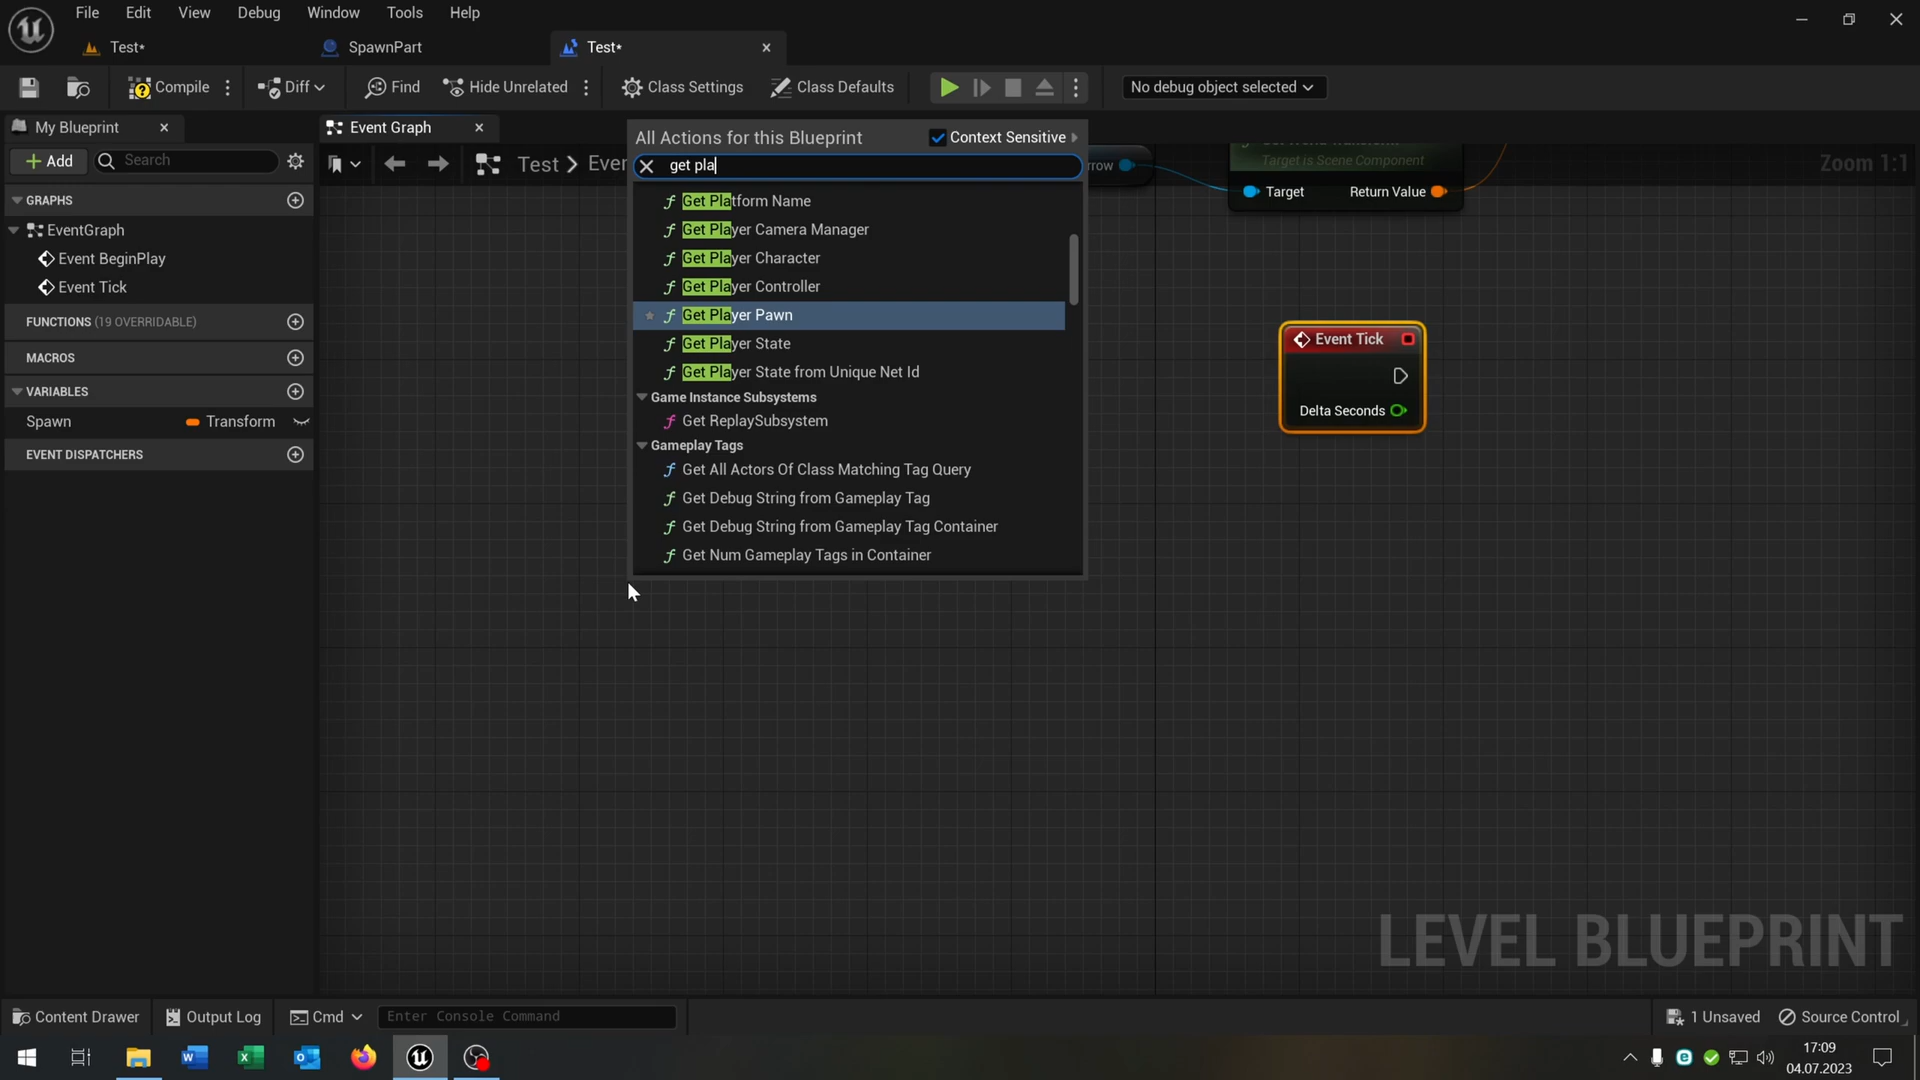 File Edit View Debug Window Tools Help
Test* SpawnPart Test*
Compile Diff Find Hide Unrelated Class Settings Class Defaults No debug object selected
My Blueprint Event Graph
All Actions for this Blueprint Context Sensitive
Add Search
Test > Even
get pla
Zoom 1:1
GRAPHS
EventGraph
Event BeginPlay
Event Tick
FUNCTIONS (19 OVERRIDABLE)
MACROS
VARIABLES
Spawn Transform
EVENT DISPATCHERS
Get Platform Name
Get Player Camera Manager
Get Player Character
Get Player Controller
Get Player Pawn
Get Player State
Get Player State from Unique Net Id
Game Instance Subsystems
Get ReplaySubsystem
Gameplay Tags
Get All Actors Of Class Matching Tag Query
Get Debug String from Gameplay Tag
Get Debug String from Gameplay Tag Container
Get Num Gameplay Tags in Container
rrow
Target is Scene Component
Target Return Value
Event Tick
Delta Seconds
LEVEL BLUEPRINT
Content Drawer Output Log Cmd Enter Console Command 1 Unsaved Source Control
17:09
04.07.2023